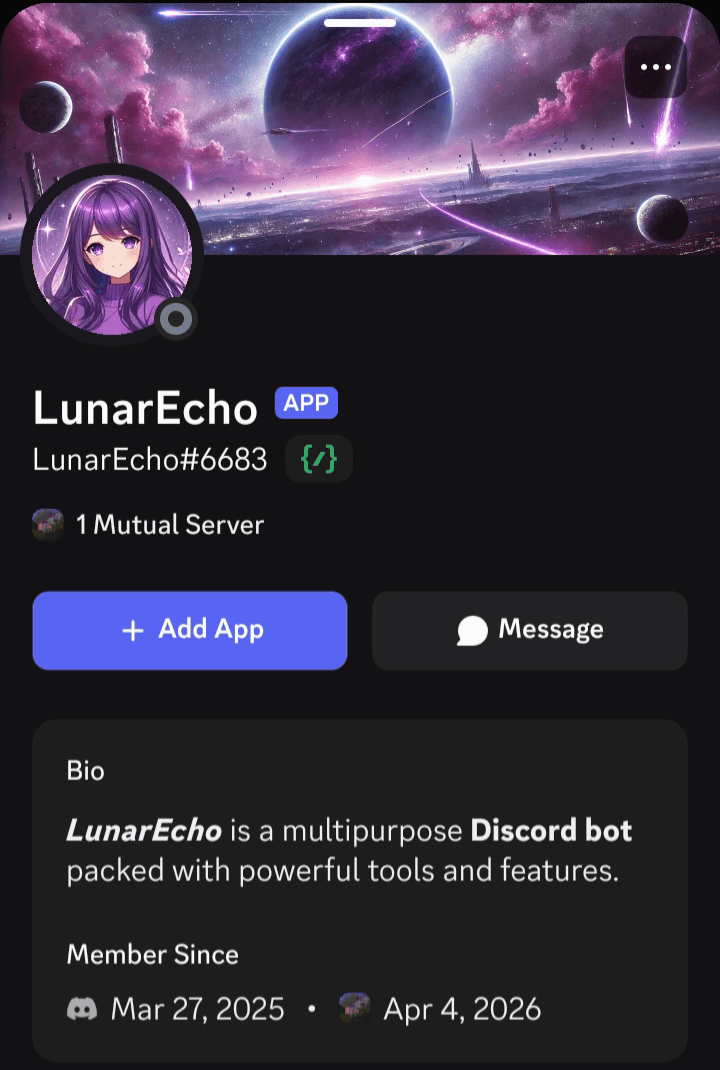 LunarEcho APP
LunarEcho#6683 {/}
1 Mutual Server
+ Add App
Message
Bio
LunarEcho is a multipurpose Discord bot
packed with powerful tools and features.
Member Since
Mar 27, 2025 • Apr 4, 2026